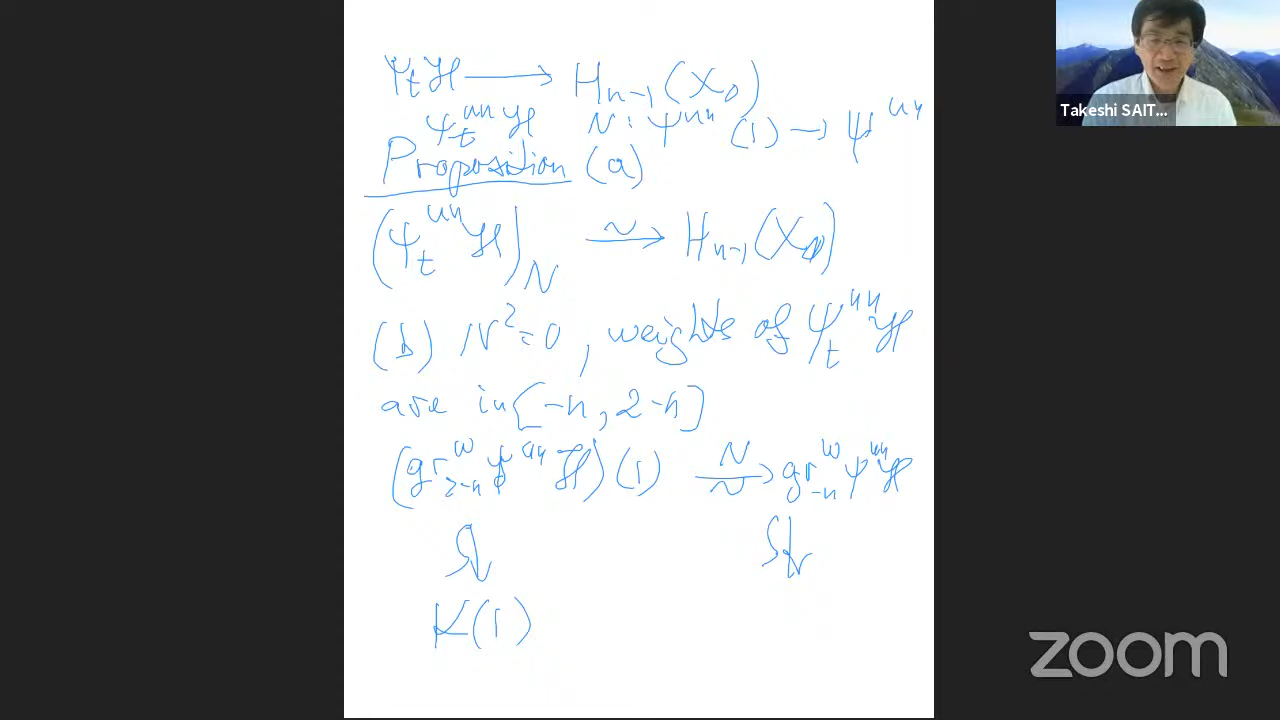 ψ_t ℋ ⟶ H_{n-1}(X_0)
ψ_t^{un} ℋ N: ψ^{un}(1) → ψ^{un}
Proposition (a)
(ψ_t^{un} ℋ)_N ⥲ H_{n-1}(X_0)
(b) N^2=0, weights of ψ_t^{un} ℋ
are in [-n, 2-n]
(gr^w_{2-n} ψ^{un} ℋ)(1) N ⥲ gr^w_{-n} ψ^{un} ℋ
K(1)
Takeshi SAIT...
zoom